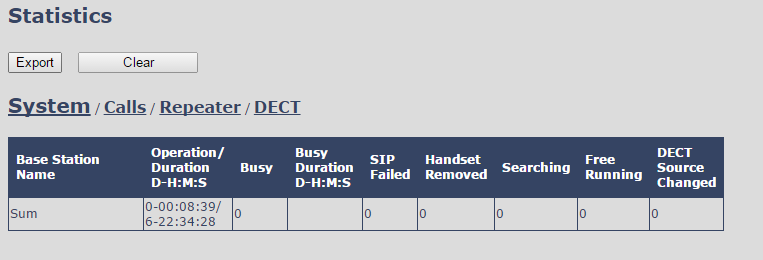 Statistics
Export Clear
System / Calls / Repeater / DECT
Base Station Name Operation/ Duration D-H:M:S Busy Busy Duration D-H:M:S SIP Failed Handset Removed Searching Free Running DECT Source Changed
Sum 0-00:08:39/ 6-22:34:28 0 0 0 0 0 0